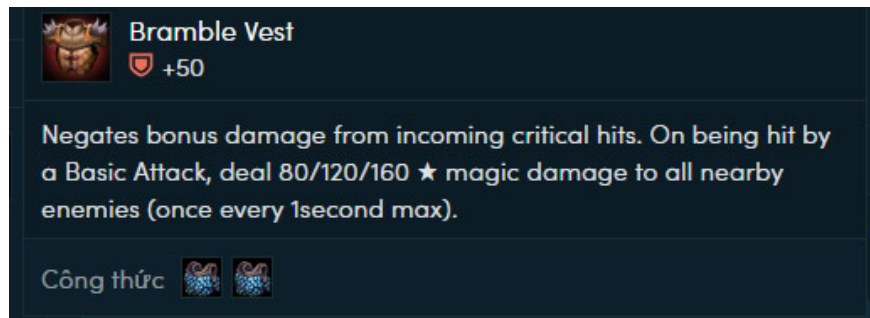 Bramble Vest
+50
Negates bonus damage from incoming critical hits. On being hit by
a Basic Attack, deal 80/120/160 ★ magic damage to all nearby
enemies (once every 1second max).
Công thức